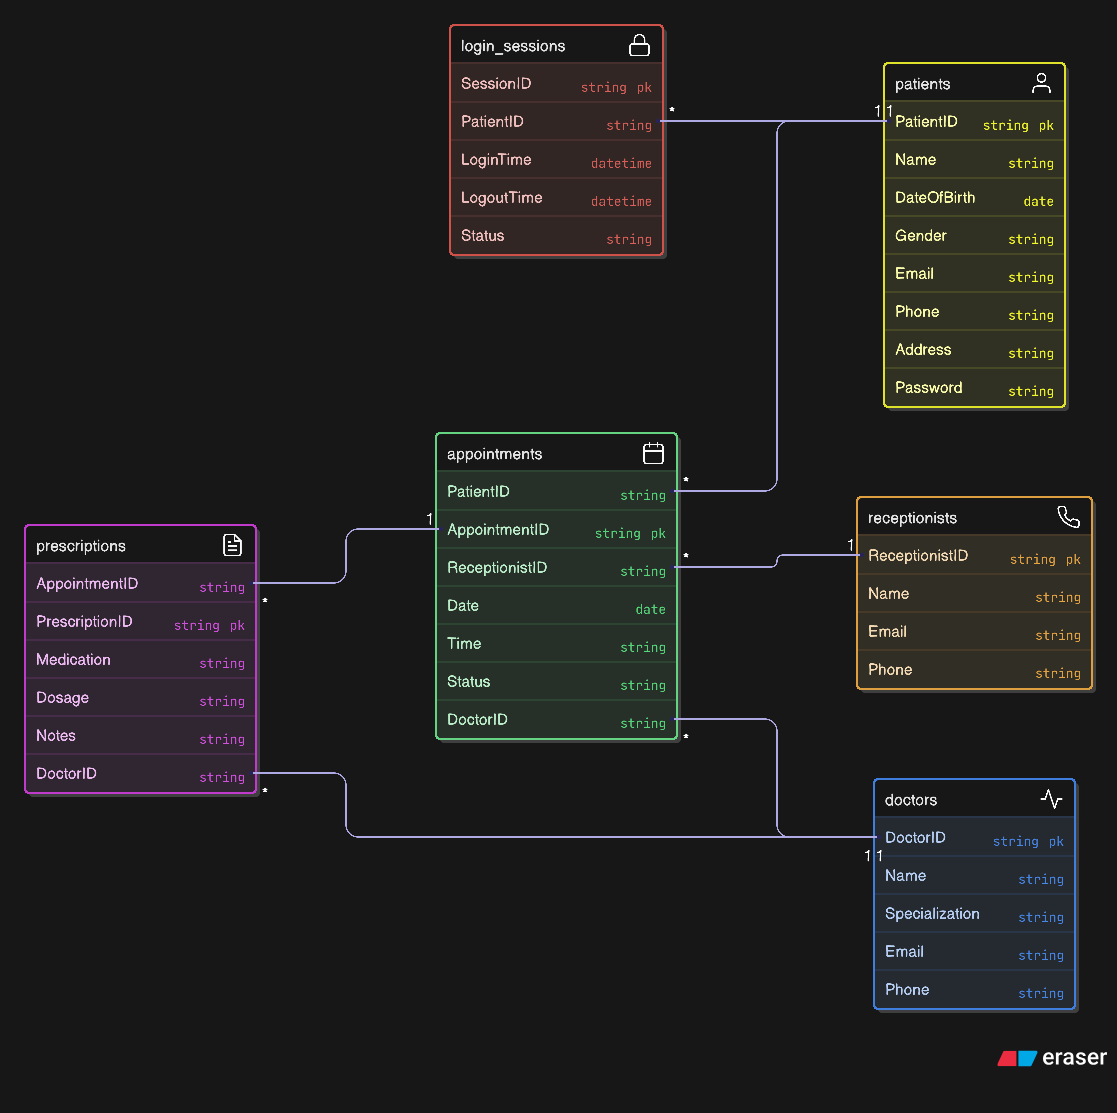 login_sessions
SessionID string pk
PatientID string
LoginTime datetime
LogoutTime datetime
Status string
*
1 1
patients
PatientID string pk
Name string
DateOfBirth date
Gender string
Email string
Phone string
Address string
Password string
appointments
PatientID string
AppointmentID string pk
ReceptionistID string
Date date
Time string
Status string
DoctorID string
*
*
*
1
1
receptionists
ReceptionistID string pk
Name string
Email string
Phone string
prescriptions
AppointmentID string
PrescriptionID string pk
Medication string
Dosage string
Notes string
DoctorID string
*
*
doctors
DoctorID string pk
1 1
Name string
Specialization string
Email string
Phone string
eraser